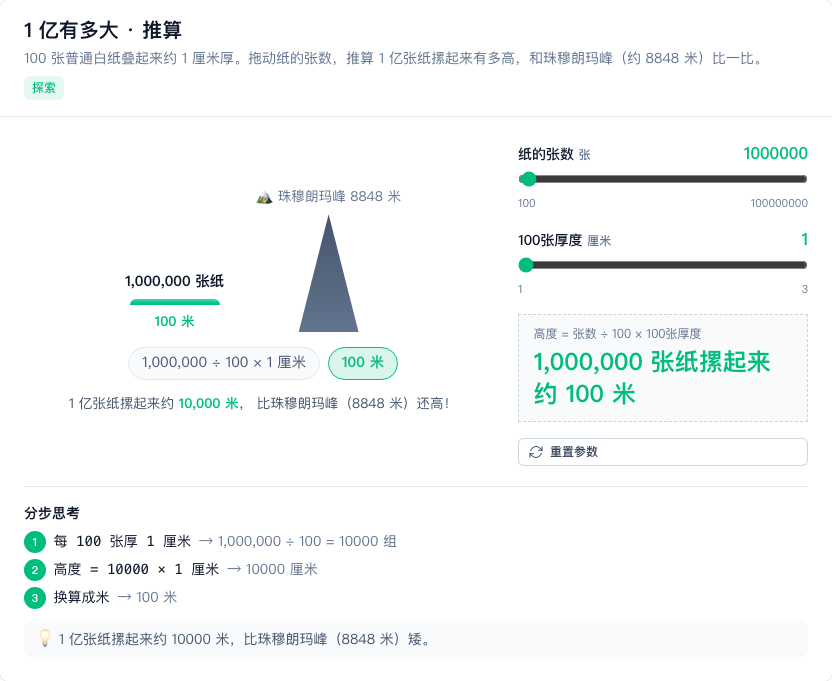 1 亿有多大 · 推算
100 张普通白纸叠起来约 1 厘米厚。拖动纸的张数，推算 1 亿张纸摞起来有多高，和珠穆朗玛峰（约 8848 米）比一比。
探索
珠穆朗玛峰 8848 米
1,000,000 张纸
100 米
1,000,000 ÷ 100 × 1 厘米
100 米
1 亿张纸摞起来约 10,000 米， 比珠穆朗玛峰（8848 米）还高！
纸的张数 张
1000000
100
100000000
100张厚度 厘米
1
1
3
高度 = 张数 ÷ 100 × 100张厚度
1,000,000 张纸摞起来
约 100 米
重置参数
分步思考
1 每 100 张厚 1 厘米 → 1,000,000 ÷ 100 = 10000 组
2 高度 = 10000 × 1 厘米 → 10000 厘米
3 换算成米 → 100 米
1 亿张纸摞起来约 10000 米，比珠穆朗玛峰（8848 米）矮。